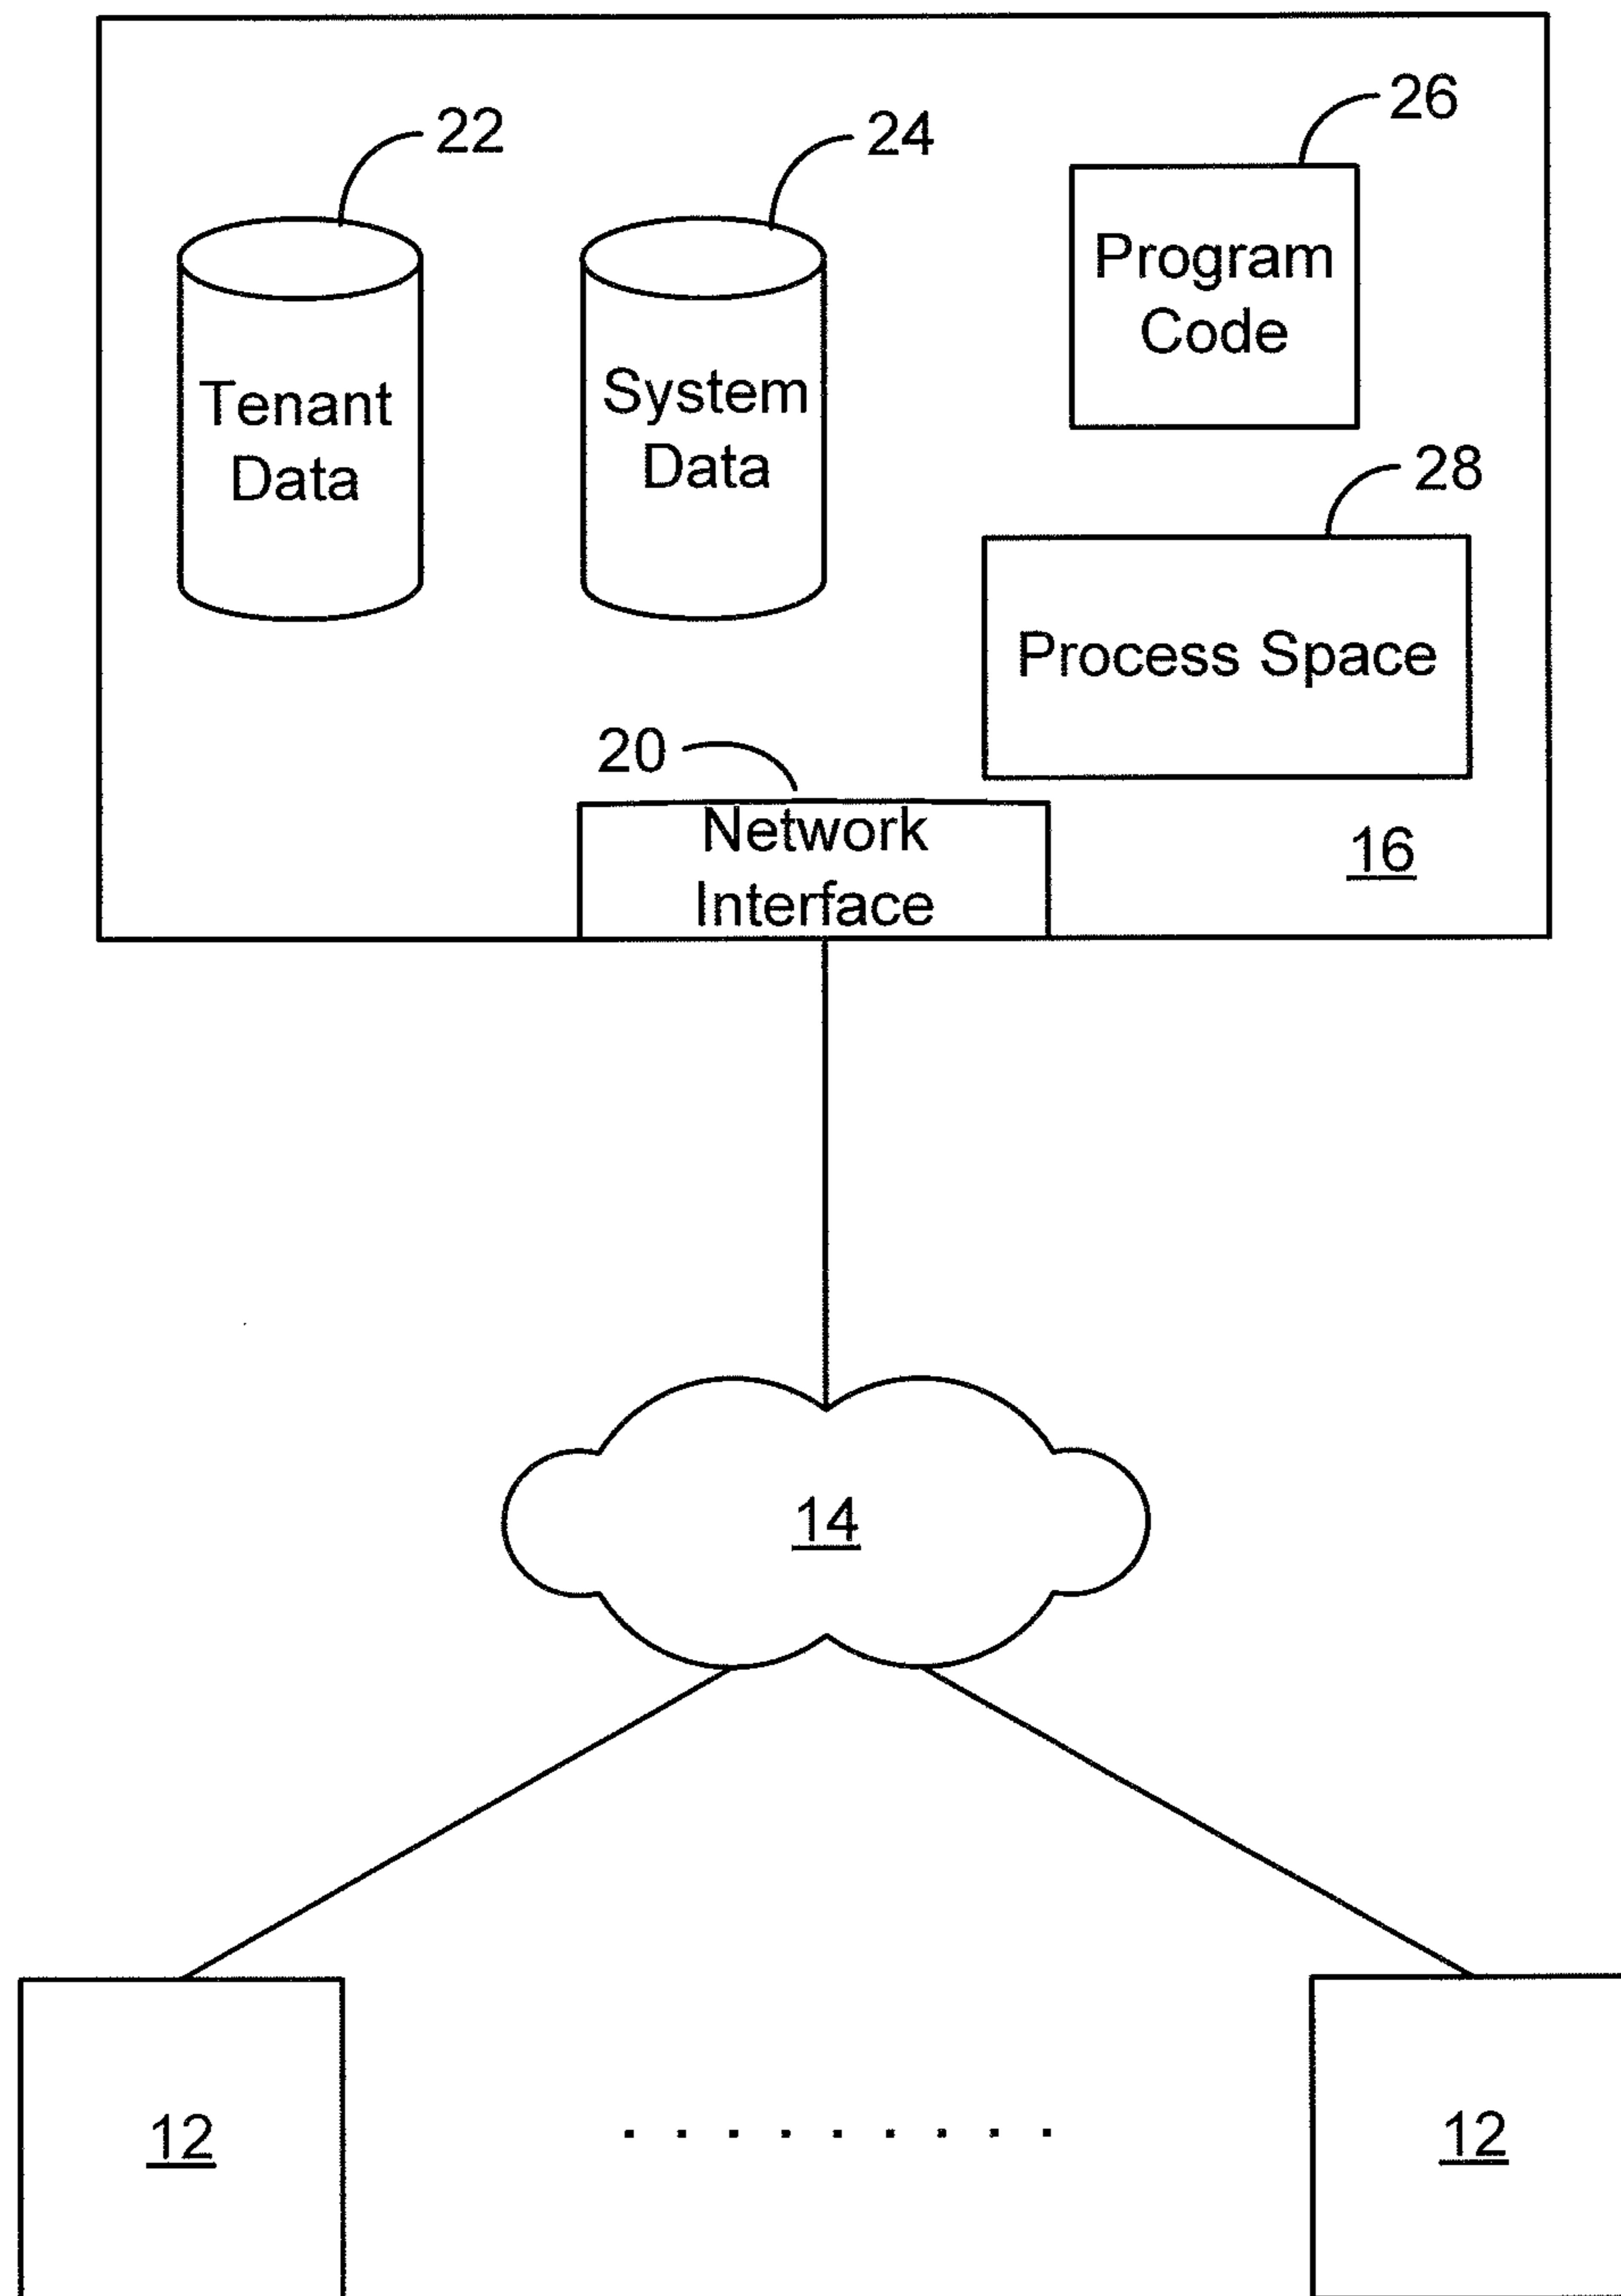 22
24
26
Program
Code
Tenant
Data
System
Data
28
Process Space
20
Network
Interface
16
14
12
12